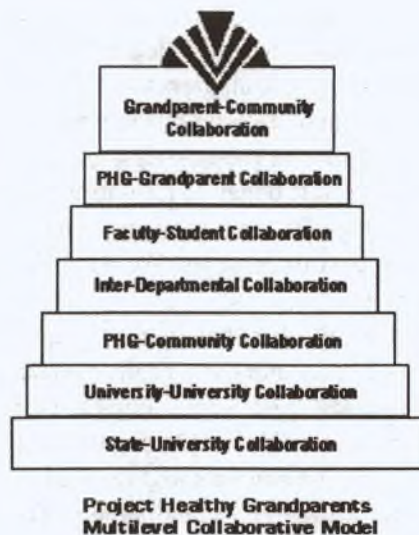 Grandparent-Community
Collaboration
PHG-Grandparent Collaboration
Faculty-Student Collaboration
Inter-Departmental Collaboration
PHG-Community Collaboration
University-University Collaboration
State-University Collaboration
Project Healthy Grandparents
Multilevel Collaborative Model